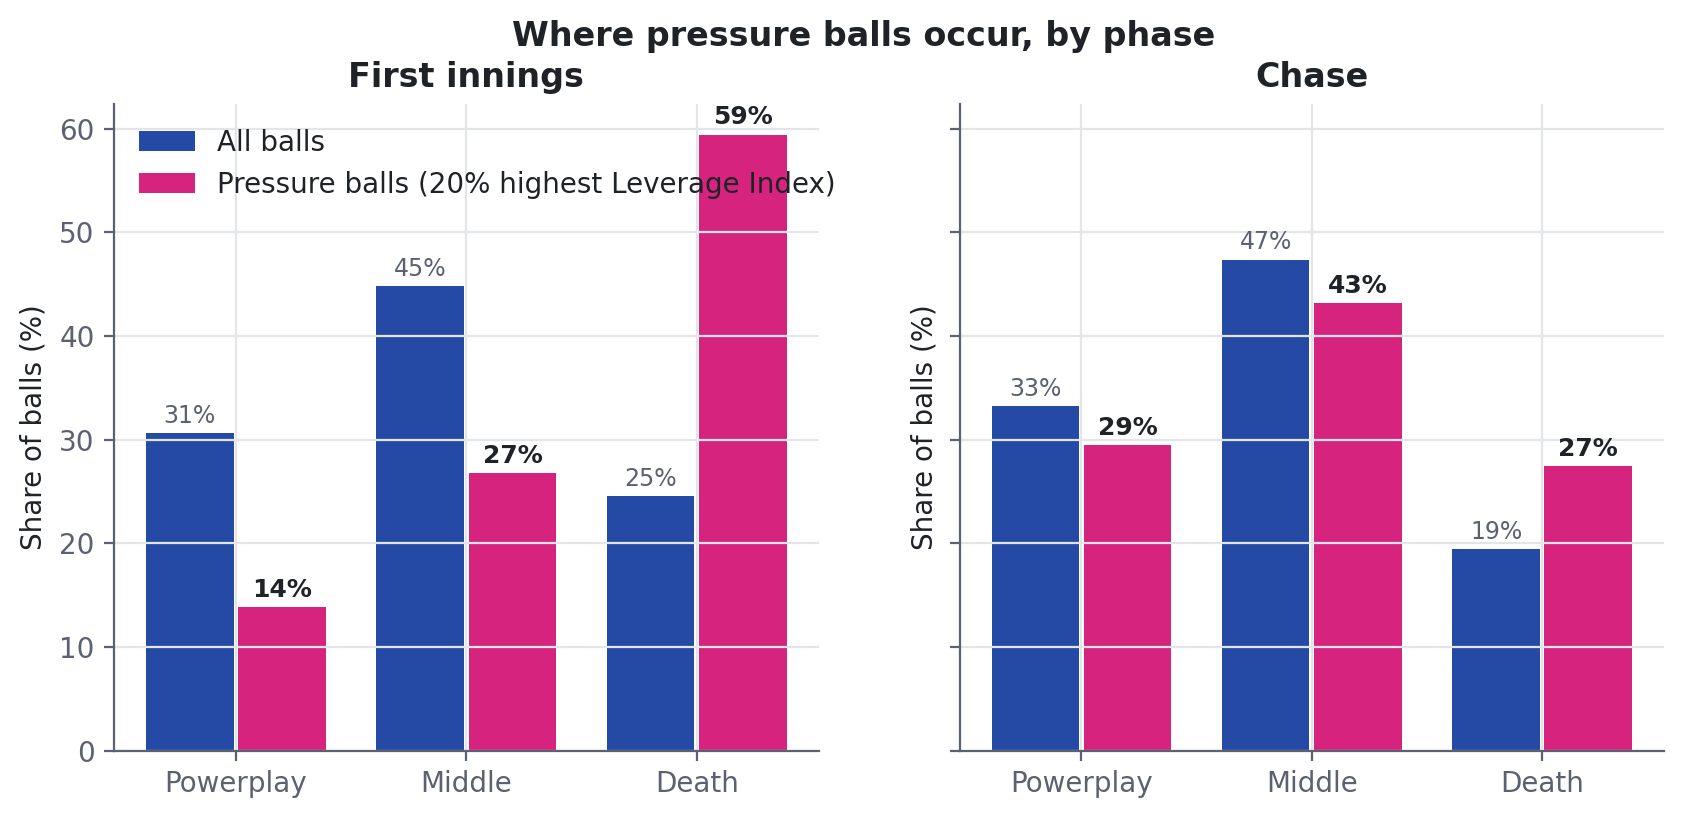 Where pressure balls occur, by phase
First innings
Chase
Share of balls (%)
60
50
40
30
20
10
0
All balls
Pressure balls (20% highest Leverage Index)
31%
14%
45%
27%
25%
59%
Powerplay
Middle
Death
Share of balls (%)
33%
29%
47%
43%
19%
27%
Powerplay
Middle
Death